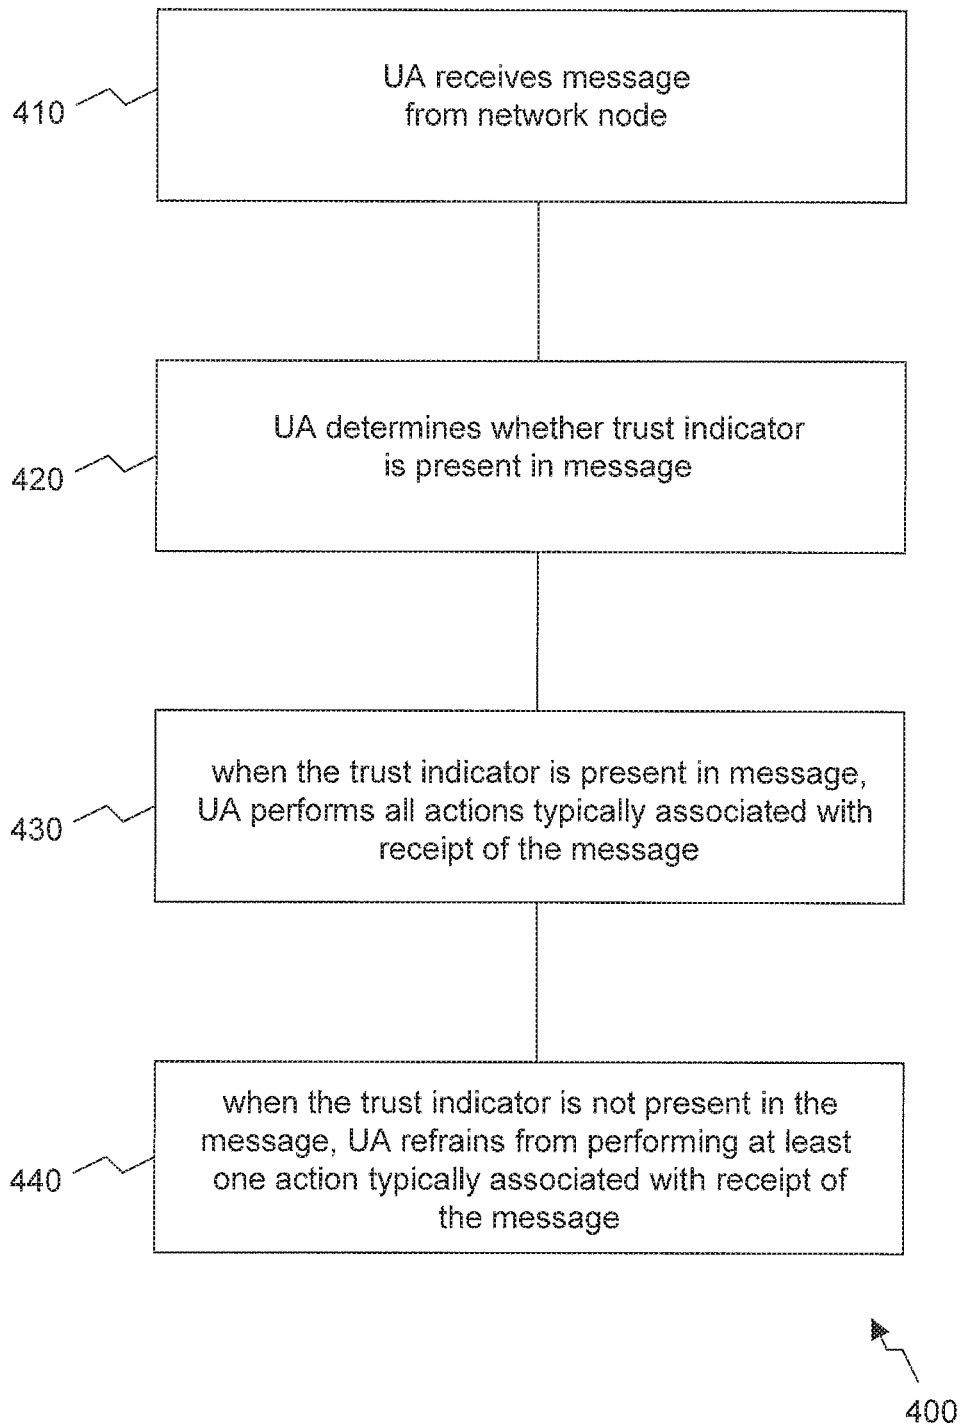 UA receives message
from network node
410
UA determines whether trust indicator
is present in message
420
when the trust indicator is present in message,
UA performs all actions typically associated with
receipt of the message
430
when the trust indicator is not present in the
message, UA refrains from performing at least
one action typically associated with receipt of
the message
440
400